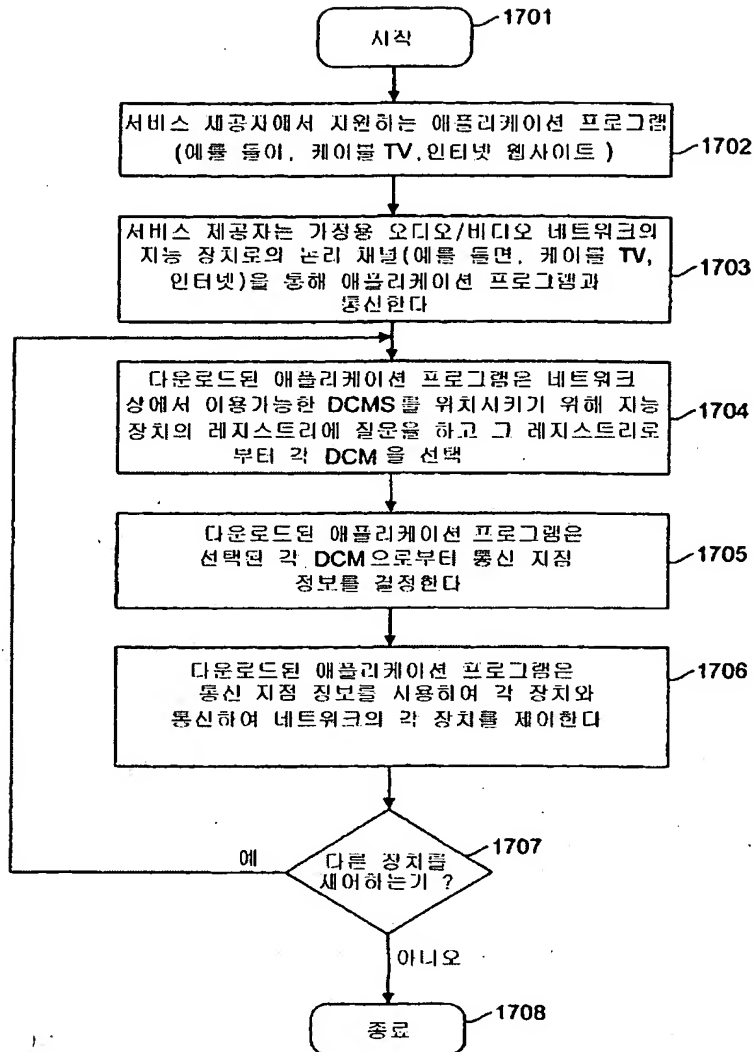 시작
1701
서비스 제공자에서 지원하는 애플리케이션 프로그램
(예를 들어, 케이블 TV,인터넷 웹사이트 )
1702
서비스 제공자는 가정용 오디오/비디오 네트워크의
지능 장치로의 논리 채널(예를 들면, 케이블 TV,
인터넷)을 통해 애플리케이션 프로그램과
통신한다
1703
다운로드된 애플리케이션 프로그램은 네트워크
상에서 이용가능한 DCMS를 위치시키기 위해 지능
장치의 레지스트리에 질문을 하고 그 레지스트리로
부터 각 DCM을 선택
1704
다운로드된 애플리케이션 프로그램은
선택된 각 DCM으로부터 통신 지점
정보를 결정한다
1705
다운로드된 애플리케이션 프로그램은
통신 지점 정보를 사용하여 각 장치와
통신하여 네트워크의 각 장치를 제어한다
1706
다른 장치를
제어하는가 ?
1707
예
아니오
종료
1708